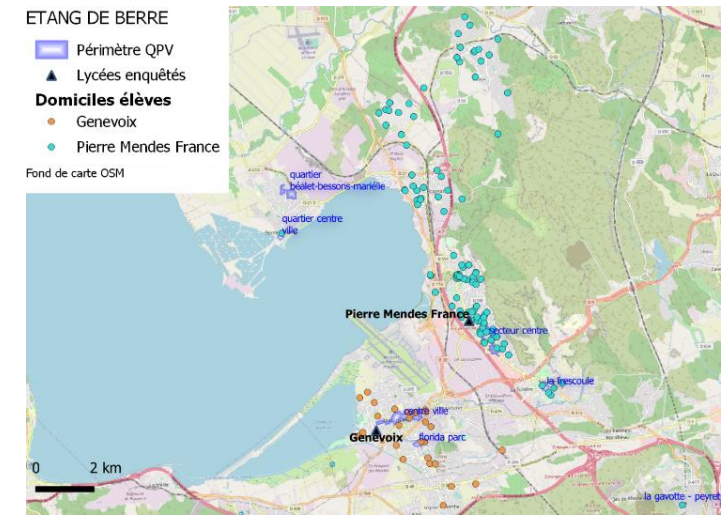 ETANG DE BERRE
Périmètre QPV
Lycées enquêtés
Domiciles élèves
Genevoix
Pierre Mendes France
Fond de carte OSM
quartier
béalet-bessons-mariélie
quartier centre
ville
Pierre Mendes France
secteur centre
la frescoule
centre ville
Genevoix
florida parc
0 2 km
la gavotte - peyret